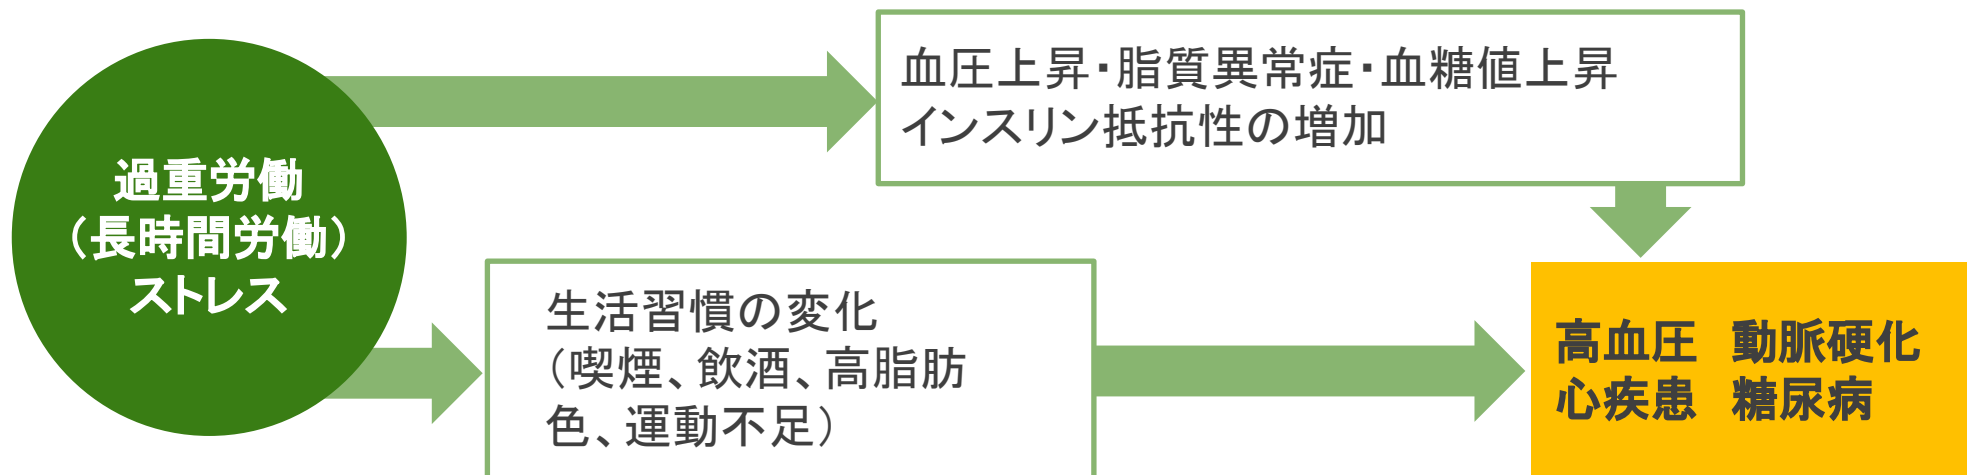 過重労働
（長時間労働）
ストレス
血圧上昇・脂質異常症・血糖値上昇
インスリン抵抗性の増加
生活習慣の変化
（喫煙、飲酒、高脂肪
色、運動不足）
高血圧　動脈硬化
心疾患　糖尿病